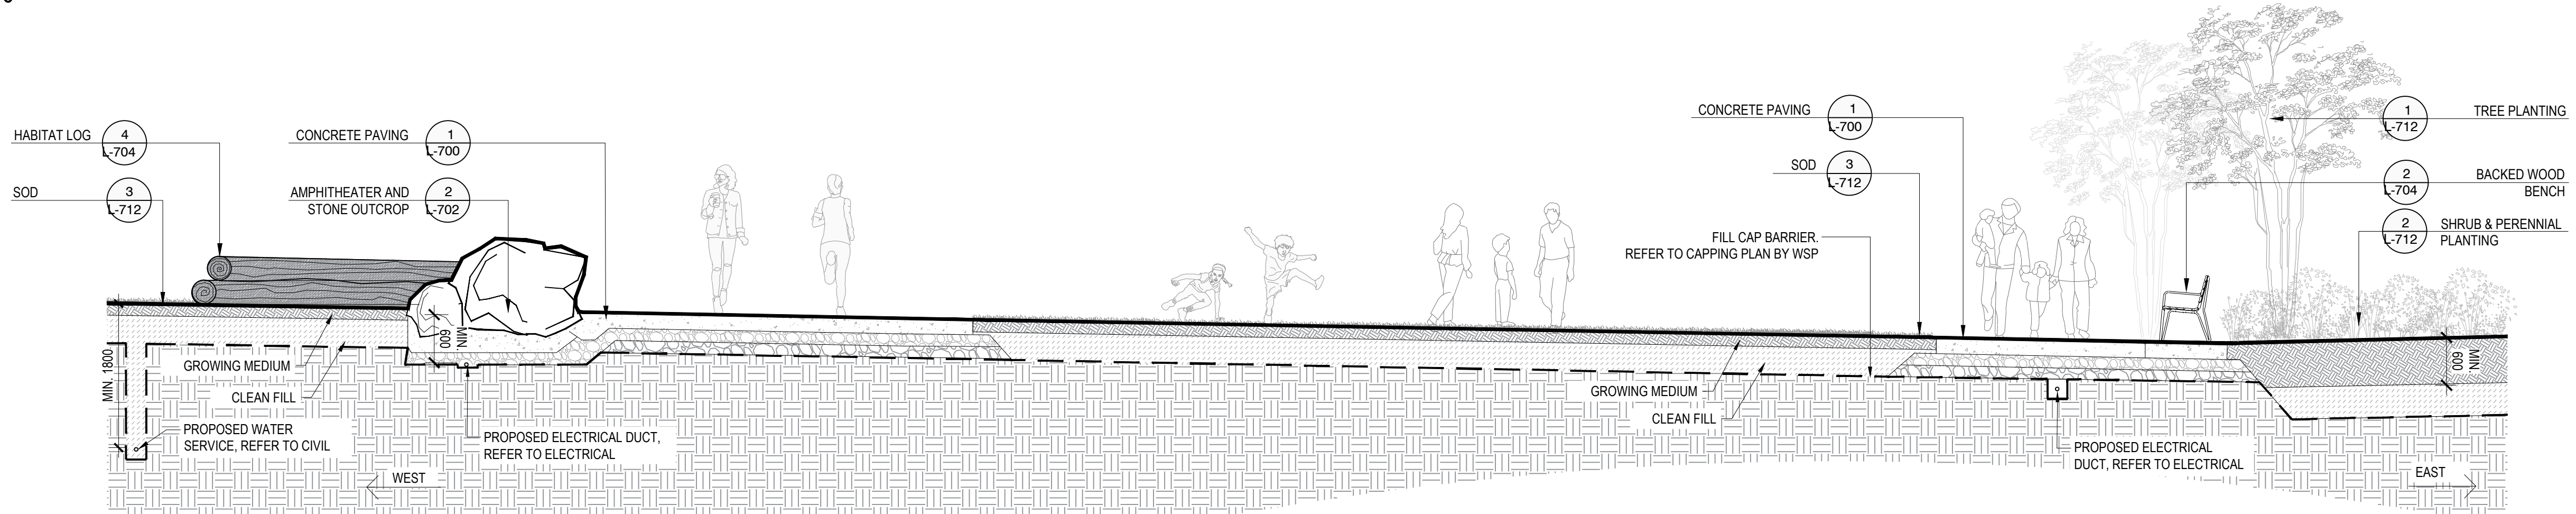 HABITAT LOG
4
L-704
SOD
3
L-712
CONCRETE PAVING
1
L-700
AMPHITHEATER AND
STONE OUTCROP
2
L-702
CONCRETE PAVING
1
L-700
SOD
3
L-712
FILL CAP BARRIER.
REFER TO CAPPING PLAN BY WSP
1
L-712
TREE PLANTING
2
L-704
BACKED WOOD
BENCH
2
L-712
SHRUB & PERENNIAL
PLANTING
MIN. 1800
GROWING MEDIUM
CLEAN FILL
PROPOSED WATER
SERVICE, REFER TO CIVIL
MIN.
600
PROPOSED ELECTRICAL DUCT,
REFER TO ELECTRICAL
WEST
GROWING MEDIUM
CLEAN FILL
PROPOSED ELECTRICAL
DUCT, REFER TO ELECTRICAL
MIN
600
EAST